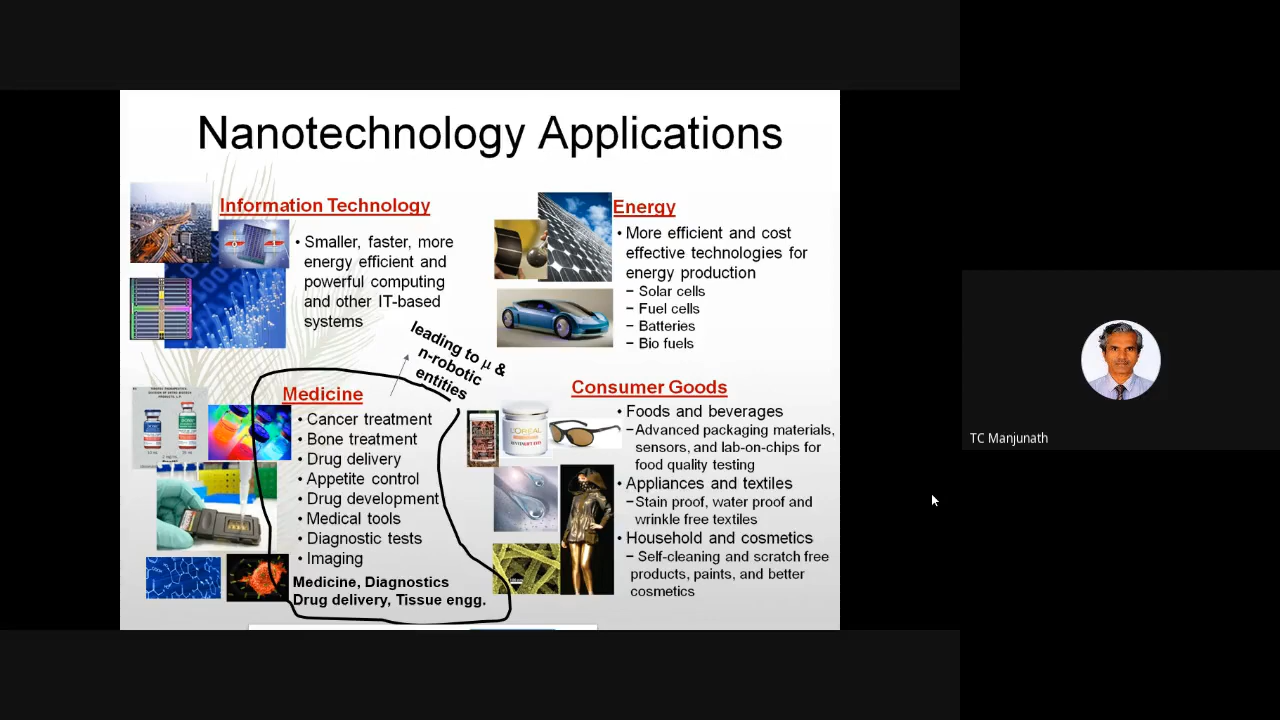 Nanotechnology Applications
Information Technology
• Smaller, faster, more
energy efficient and
powerful computing
and other IT-based
systems
Energy
• More efficient and cost
effective technologies for
energy production
− Solar cells
− Fuel cells
− Batteries
− Bio fuels
leading to μ &
n-robotic
entities
Medicine
• Cancer treatment
• Bone treatment
• Drug delivery
• Appetite control
• Drug development
• Medical tools
• Diagnostic tests
• Imaging
Medicine, Diagnostics
Drug delivery, Tissue engg.
Consumer Goods
• Foods and beverages
−Advanced packaging materials,
sensors, and lab-on-chips for
food quality testing
• Appliances and textiles
−Stain proof, water proof and
wrinkle free textiles
• Household and cosmetics
− Self-cleaning and scratch free
products, paints, and better
cosmetics
L'OREAL
TC Manjunath